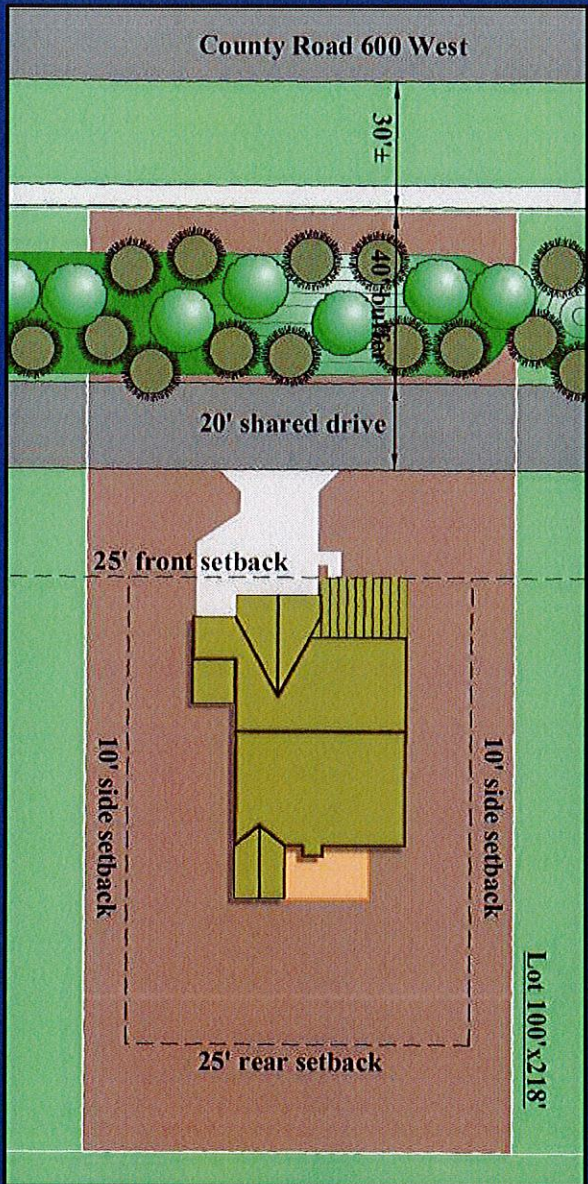 County Road 600 West
30'±
40' buffer
20' shared drive
25' front setback
10' side setback
10' side setback
Lot 100'x218'
25' rear setback